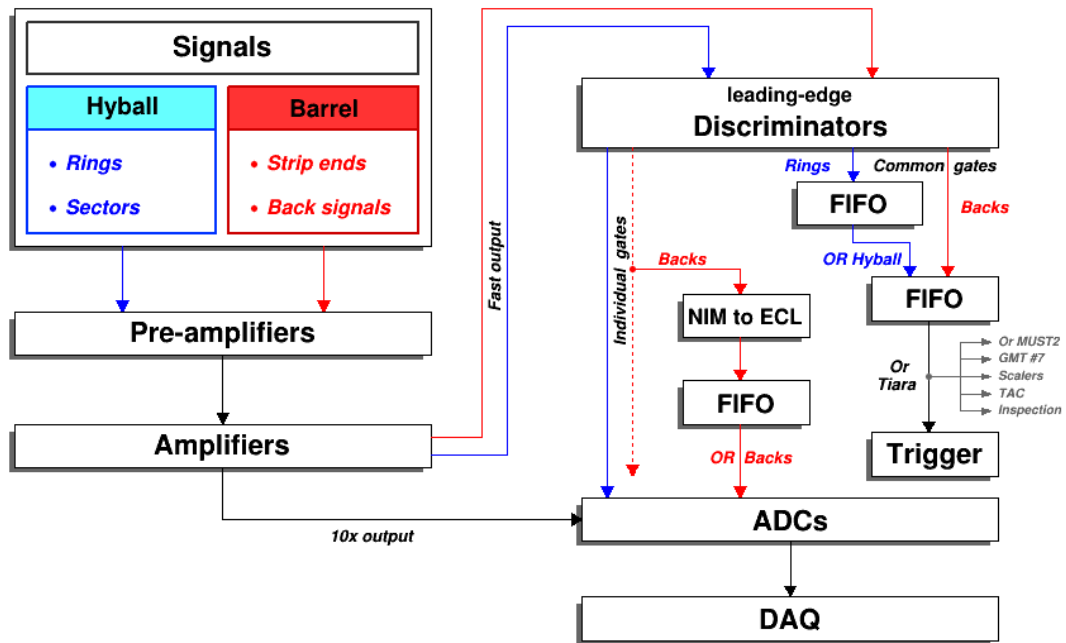 Signals
Hyball
Barrel
• Rings
• Strip ends
• Sectors
• Back signals
Pre-amplifiers
Amplifiers
Fast output
10x output
leading-edge
Discriminators
Individual gates
Rings
Common gates
FIFO
Backs
OR Hyball
Backs
FIFO
NIM to ECL
Or
Tiara
Or MUST2
GMT #7
Scalers
TAC
Inspection
FIFO
OR Backs
Trigger
ADCs
DAQ